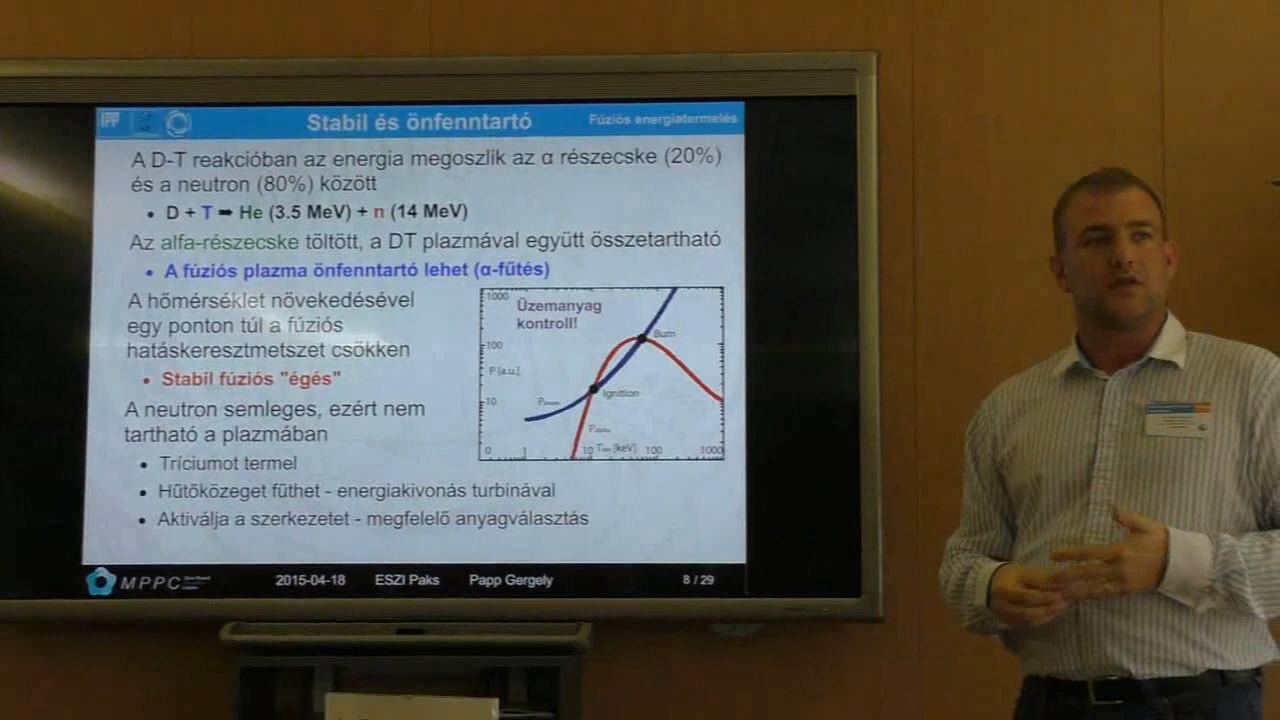 IPP
Stabil és önfenntartó
Fúziós energiatermelés
A D-T reakcióban az energia megoszlik az α részecske (20%)
és a neutron (80%) között
• D + T ➡ He (3.5 MeV) + n (14 MeV)
Az alfa-részecske töltött, a DT plazmával együtt összetartható
• A fúziós plazma önfenntartó lehet (α-fűtés)
A hőmérséklet növekedésével
egy ponton túl a fúziós
hatáskeresztmetszet csökken
• Stabil fúziós "égés"
A neutron semleges, ezért nem
tartható a plazmában
• Tríciumot termel
• Hűtőközeget fűthet - energiakivonás turbinával
• Aktiválja a szerkezetet - megfelelő anyagválasztás
1000
Üzemanyag
kontroll!
Burn
100
P [a.u.]
Ignition
10
0 1 10 [keV] 100 1000
MPPC
2015-04-18 ESZI Paks Papp Gergely 8 / 29